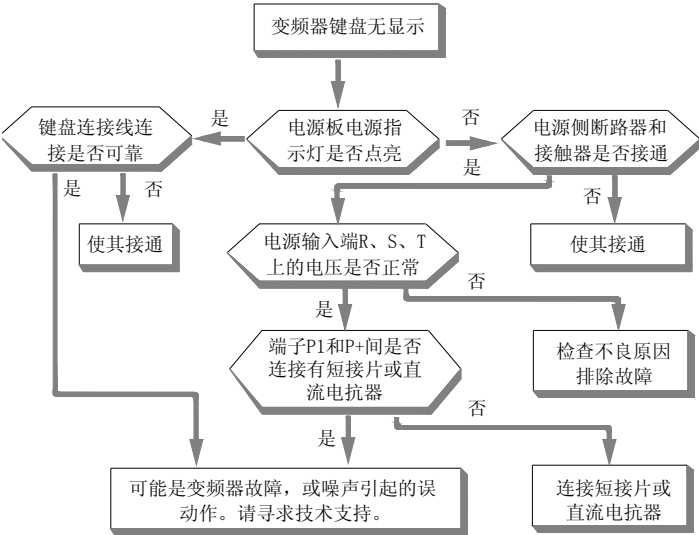 变频器键盘无显示
键盘连接线连
接是否可靠
是
电源板电源指
示灯是否点亮
否
电源侧断路器和
接触器是否接通
是
否
使其接通
是
电源输入端R、S、T
上的电压是否正常
否
使其接通
是
否
端子P1和P+间是否
连接有短接片或直
流电抗器
检查不良原因
排除故障
是
否
可能是变频器故障，或噪声引起的误
动作。请寻求技术支持。
连接短接片或
直流电抗器